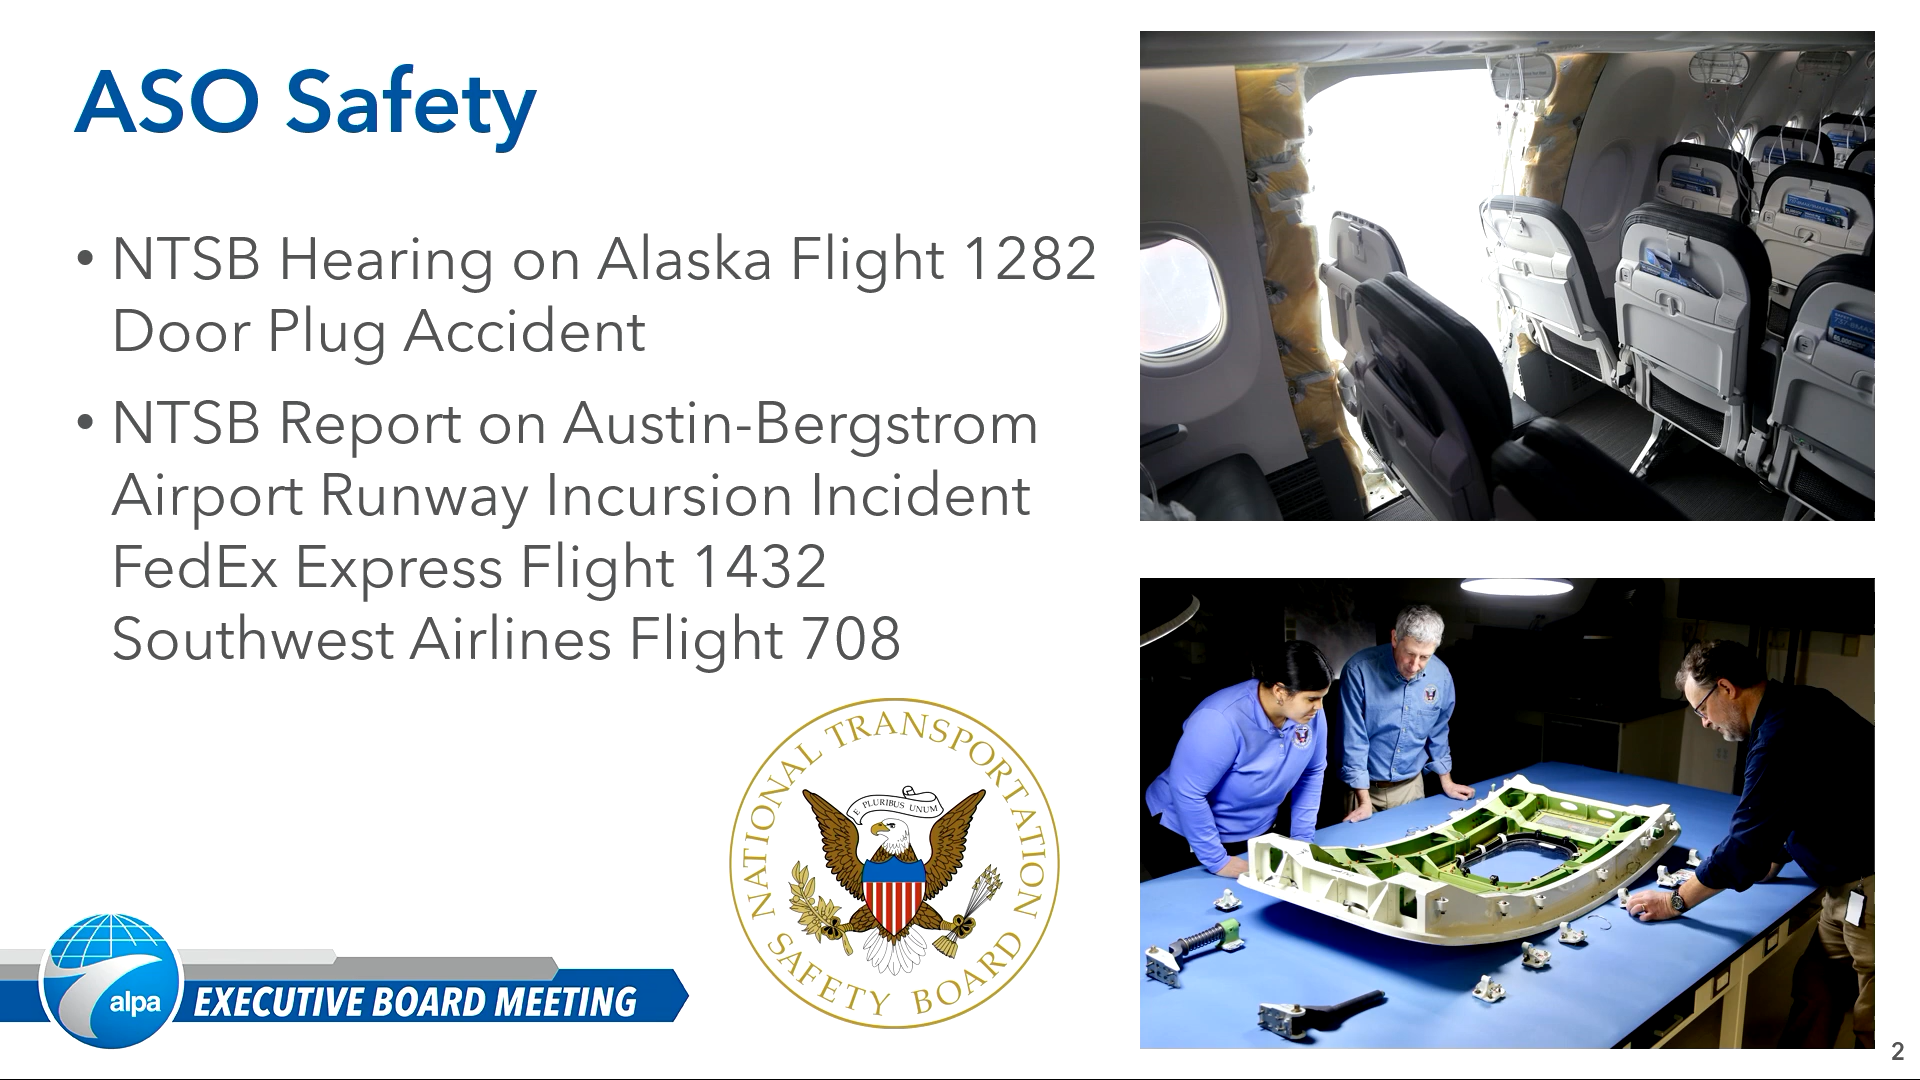 ASO Safety
• NTSB Hearing on Alaska Flight 1282
Door Plug Accident
• NTSB Report on Austin-Bergstrom
Airport Runway Incursion Incident
FedEx Express Flight 1432
Southwest Airlines Flight 708
NATIONAL TRANSPORTATION SAFETY BOARD
E PLURIBUS UNUM
alpa
EXECUTIVE BOARD MEETING
2